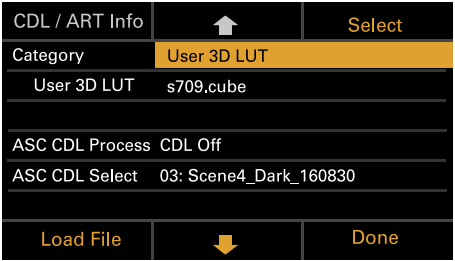 CDL / ART Info Select
Category User 3D LUT
User 3D LUT s709.cube
ASC CDL Process CDL Off
ASC CDL Select 03: Scene4_Dark_160830
Load File Done